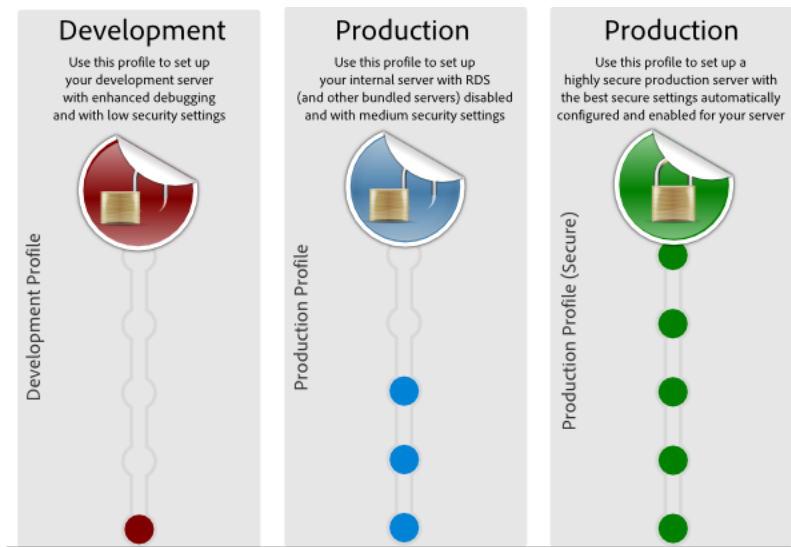 Development
Use this profile to set up
your development server
with enhanced debugging
and with low security settings
Development Profile
Production
Use this profile to set up
your internal server with RDS
(and other bundled servers) disabled
and with medium security settings
Production Profile
Production
Use this profile to set up a
highly secure production server with
the best secure settings automatically
configured and enabled for your server
Production Profile (Secure)